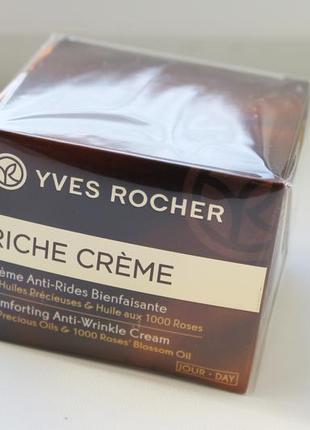 YVES ROCHER
RICHE CRÈME
ème Anti-Rides Bienfaisante
Huiles Précieuses & Huile aux 1000 Roses
mforting Anti-Wrinkle Cream
Precious Oils & 1000 Roses' Blossom Oil
JOUR - DAY